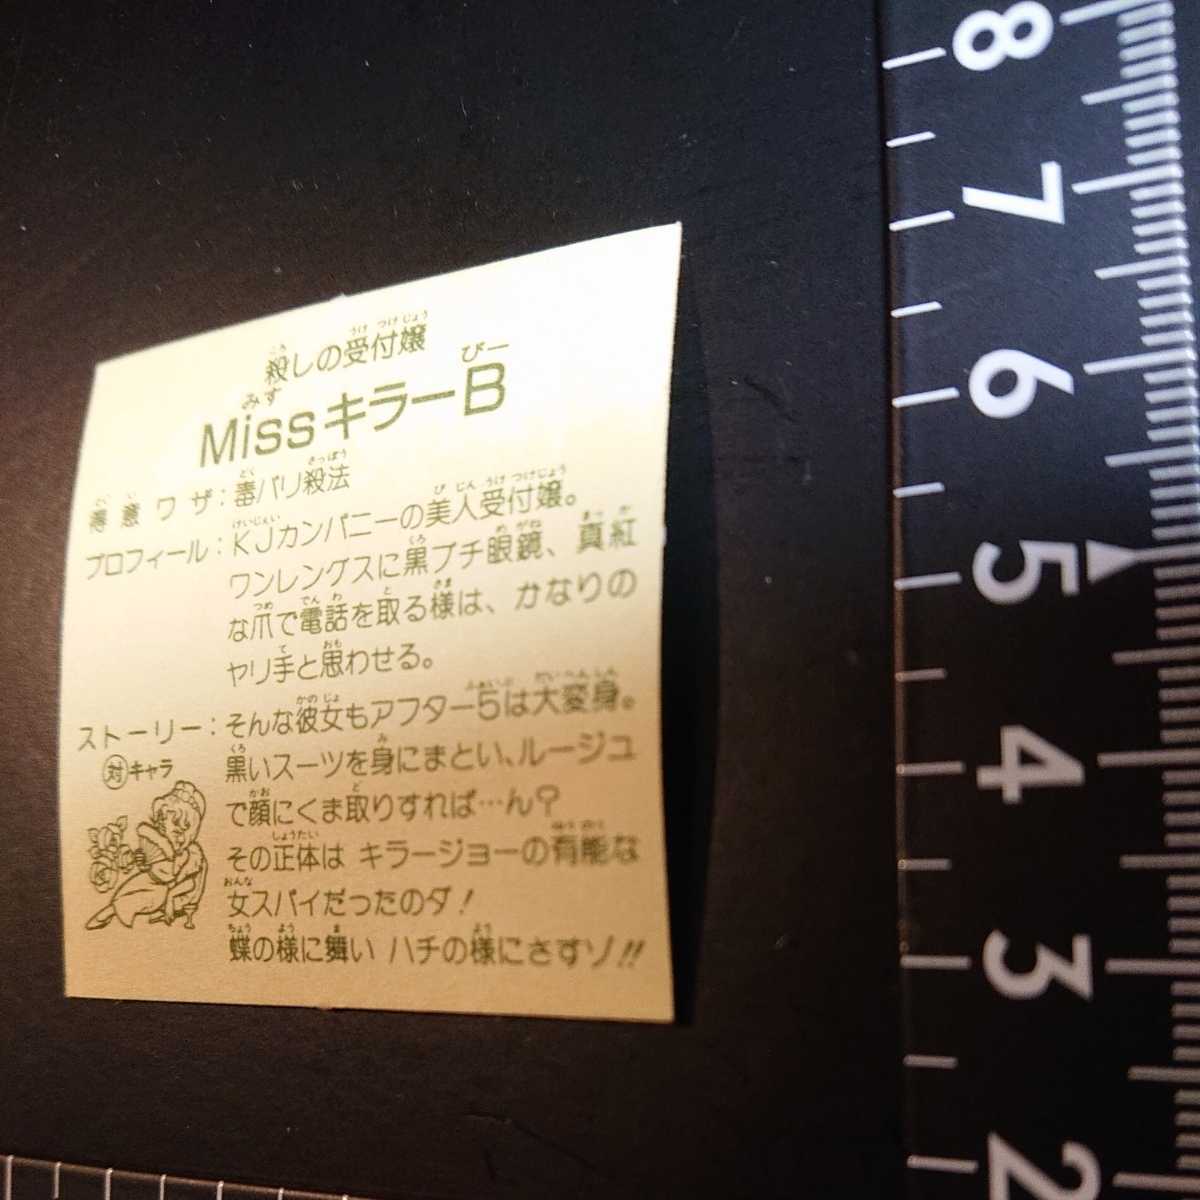 殺しの受付嬢
MissキラーB
得意ワザ:毒バリ殺法
プロフィール:KJカンパニーの美人受付嬢。
ワンレングスに黒ブチ眼鏡、真紅
な爪で電話を取る様は、かなりの
ヤリ手と思わせる。
ストーリー:そんな彼女もアフター5は大変身。
黒いスーツを身にまとい、ルージュ
で顔にくま取りすれば…ん?
その正体は キラージョーの有能な
女スパイだったのダ!
蝶の様に舞い ハチの様にさすゾ!!
対キャラ
8
7
6
5
4
3
2